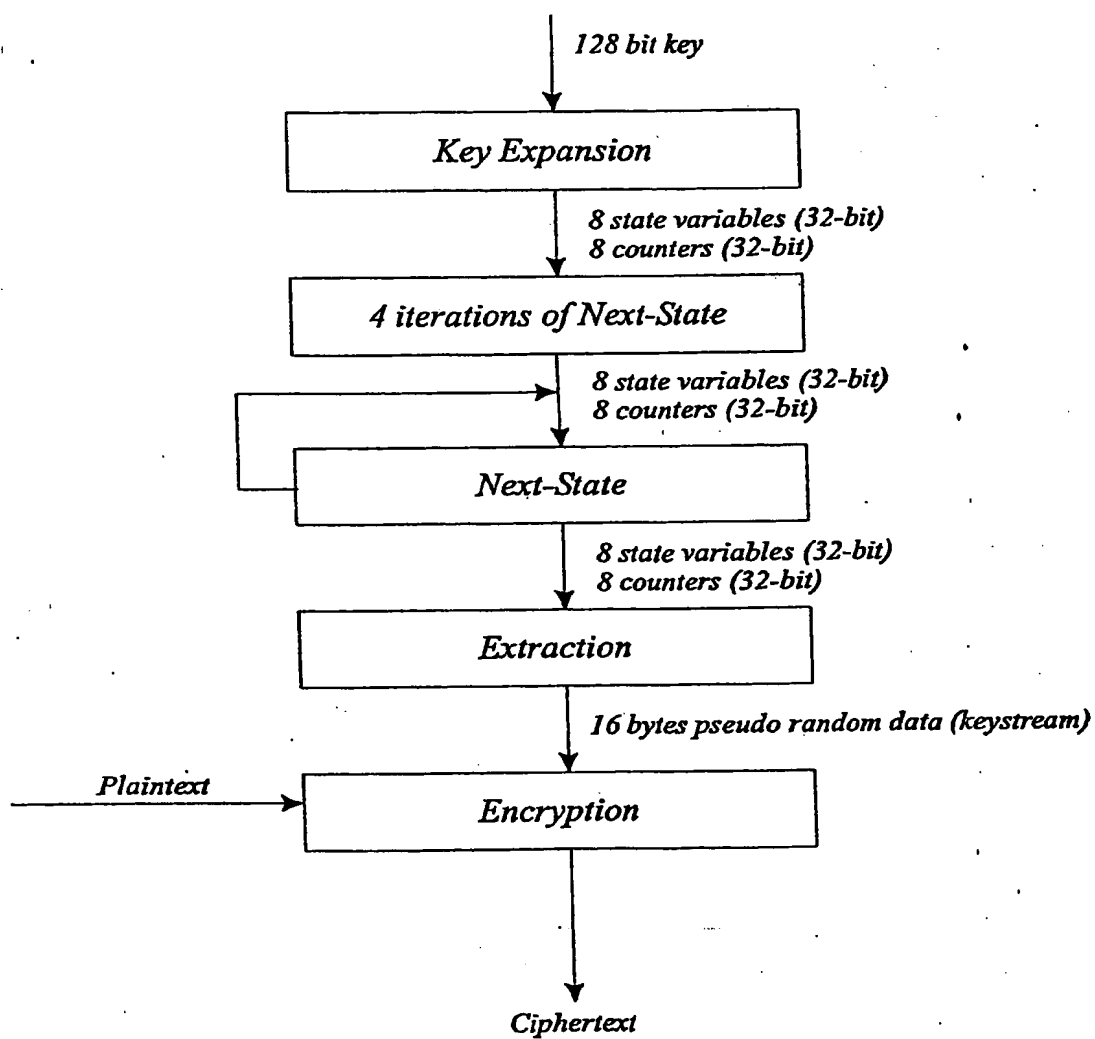 128 bit key
Key Expansion
8 state variables (32-bit)
8 counters (32-bit)
4 iterations of Next-State
8 state variables (32-bit)
8 counters (32-bit)
Next-State
8 state variables (32-bit)
8 counters (32-bit)
Extraction
16 bytes pseudo random data (keystream)
Plaintext
Encryption
Ciphertext